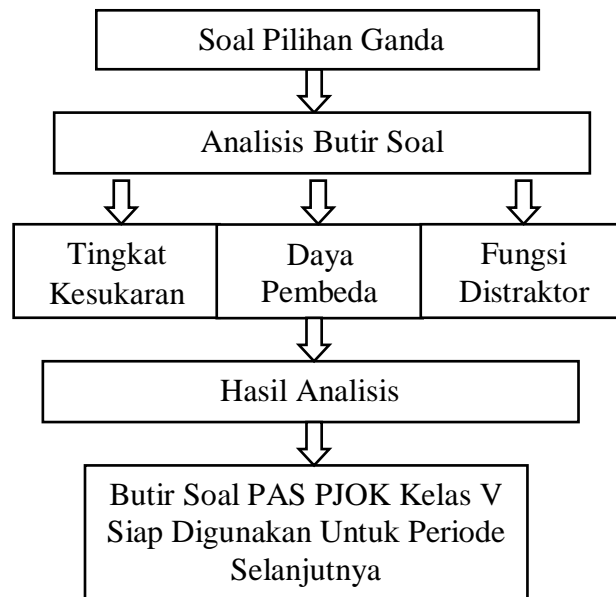 Soal Pilihan Ganda
Analisis Butir Soal
Tingkat
Kesukaran
Daya
Pembeda
Fungsi
Distraktor
Hasil Analisis
Butir Soal PAS PJOK Kelas V
Siap Digunakan Untuk Periode
Selanjutnya